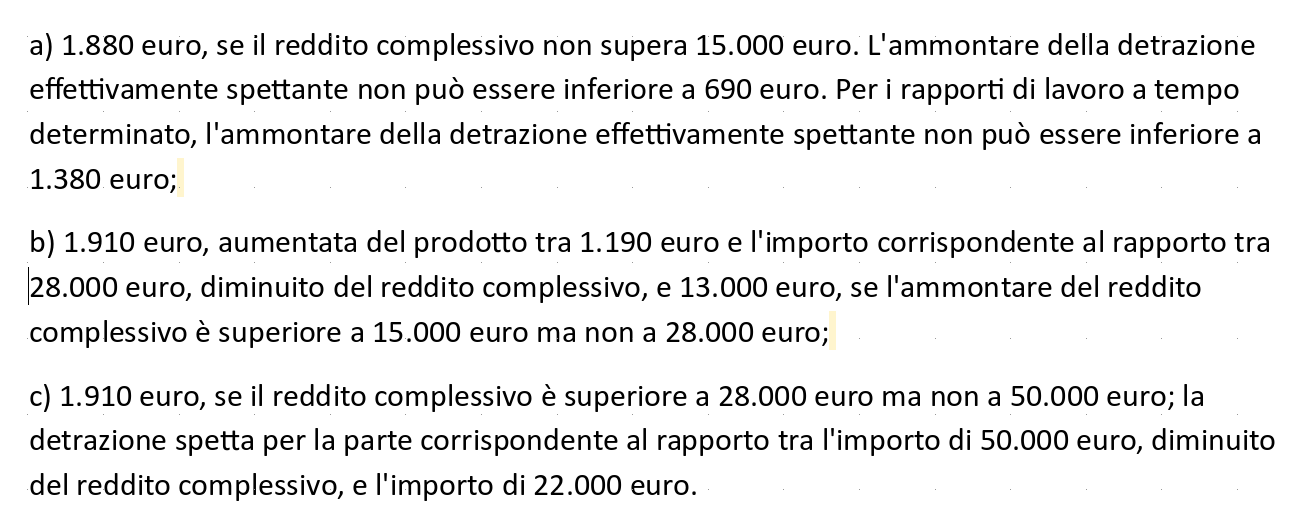 a) 1.880 euro, se il reddito complessivo non supera 15.000 euro. L'ammontare della detrazione
effettivamente spettante non può essere inferiore a 690 euro. Per i rapporti di lavoro a tempo
determinato, l'ammontare della detrazione effettivamente spettante non può essere inferiore a
1.380 euro;
b) 1.910 euro, aumentata del prodotto tra 1.190 euro e l'importo corrispondente al rapporto tra
28.000 euro, diminuito del reddito complessivo, e 13.000 euro, se l'ammontare del reddito
complessivo è superiore a 15.000 euro ma non a 28.000 euro;
c) 1.910 euro, se il reddito complessivo è superiore a 28.000 euro ma non a 50.000 euro; la
detrazione spetta per la parte corrispondente al rapporto tra l'importo di 50.000 euro, diminuito
del reddito complessivo, e l'importo di 22.000 euro.